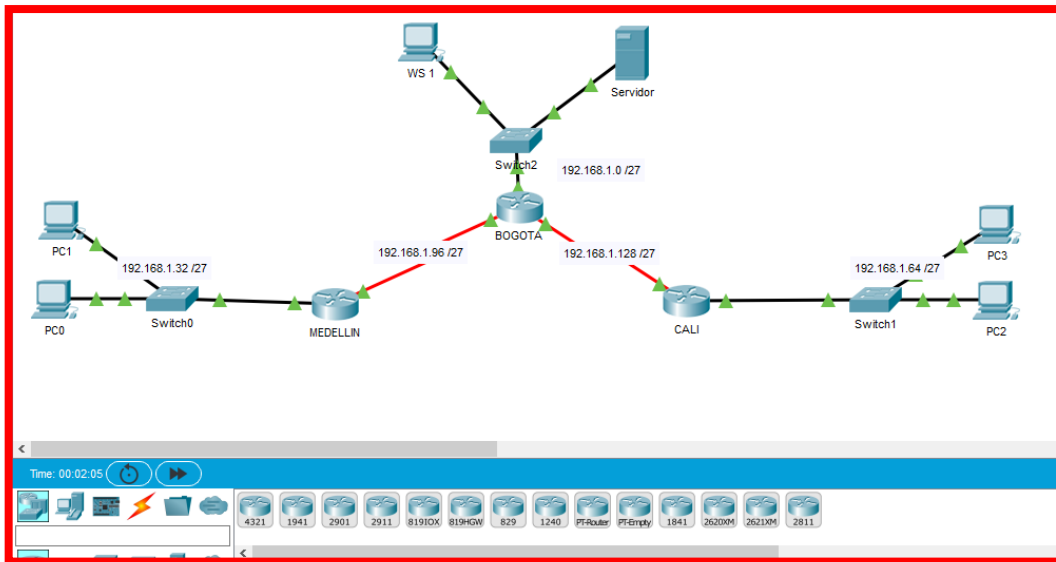 WS 1
Servidor
Switch2
192.168.1.0 /27
BOGOTA
PC1
192.168.1.96 /27
192.168.1.128 /27
PC3
192.168.1.32 /27
192.168.1.64 /27
PC0
Switch0
MEDELLIN
CALI
Switch1
PC2
Time: 00:02:05
4321
1941
2901
2911
819IOX
819HGW
829
1240
PT-Router
PT-Empty
1841
2620XM
2621XM
2811